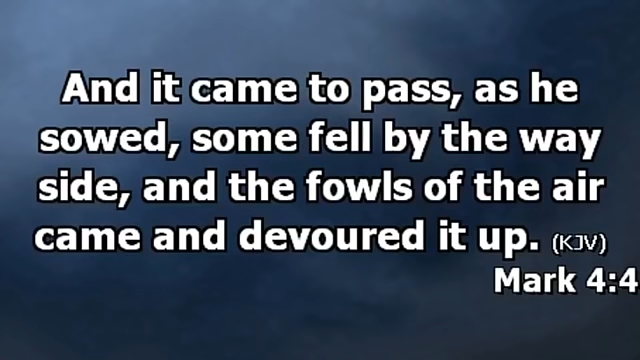 And it came to pass, as he
sowed, some fell by the way
side, and the fowls of the air
came and devoured it up. (KJV)
Mark 4:4